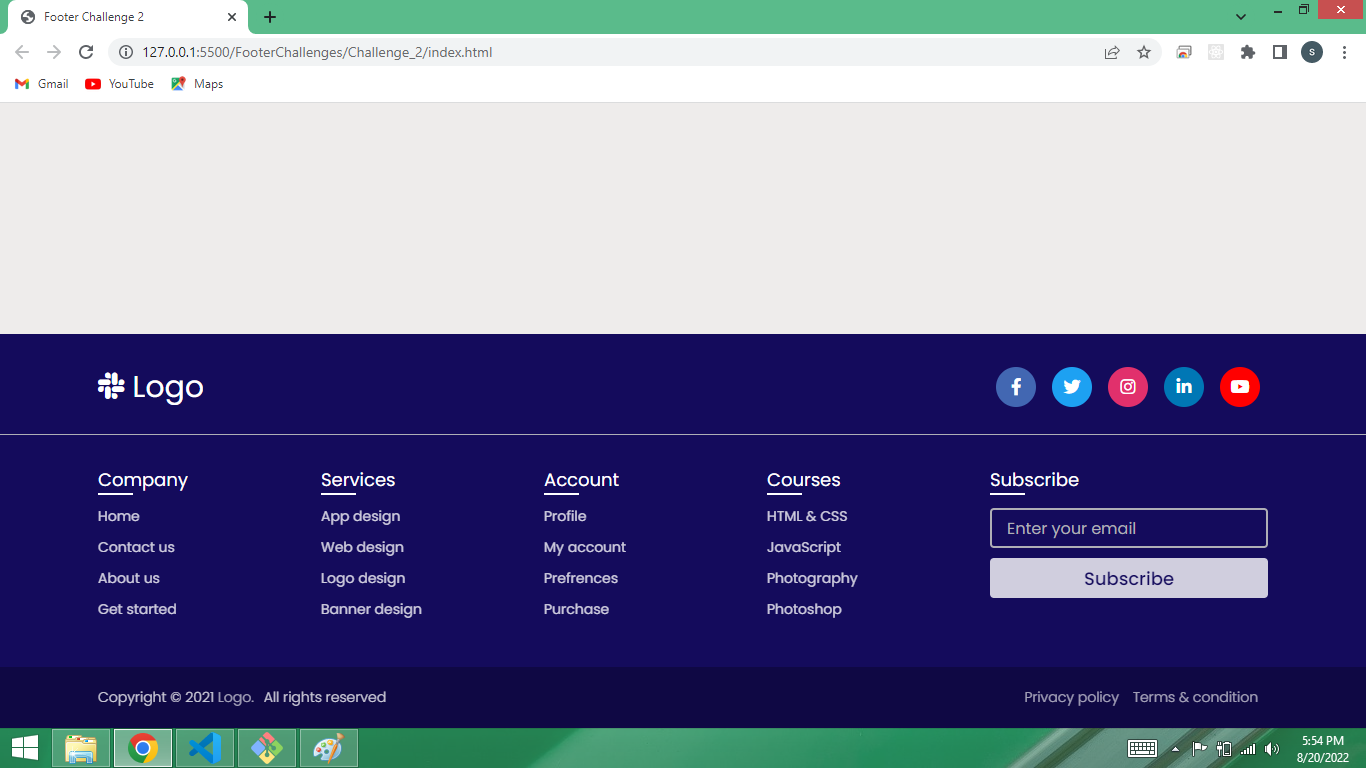 Footer Challenge 2
127.0.0.1:5500/FooterChallenges/Challenge_2/index.html
S
Gmail YouTube Maps
Logo
Company Services Account Courses Subscribe
Home App design Profile HTML & CSS Enter your email
Contact us Web design My account JavaScript
About us Logo design Prefrences Photography Subscribe
Get started Banner design Purchase Photoshop
Copyright © 2021 Logo. All rights reserved Privacy policy Terms & condition
5:54 PM
8/20/2022